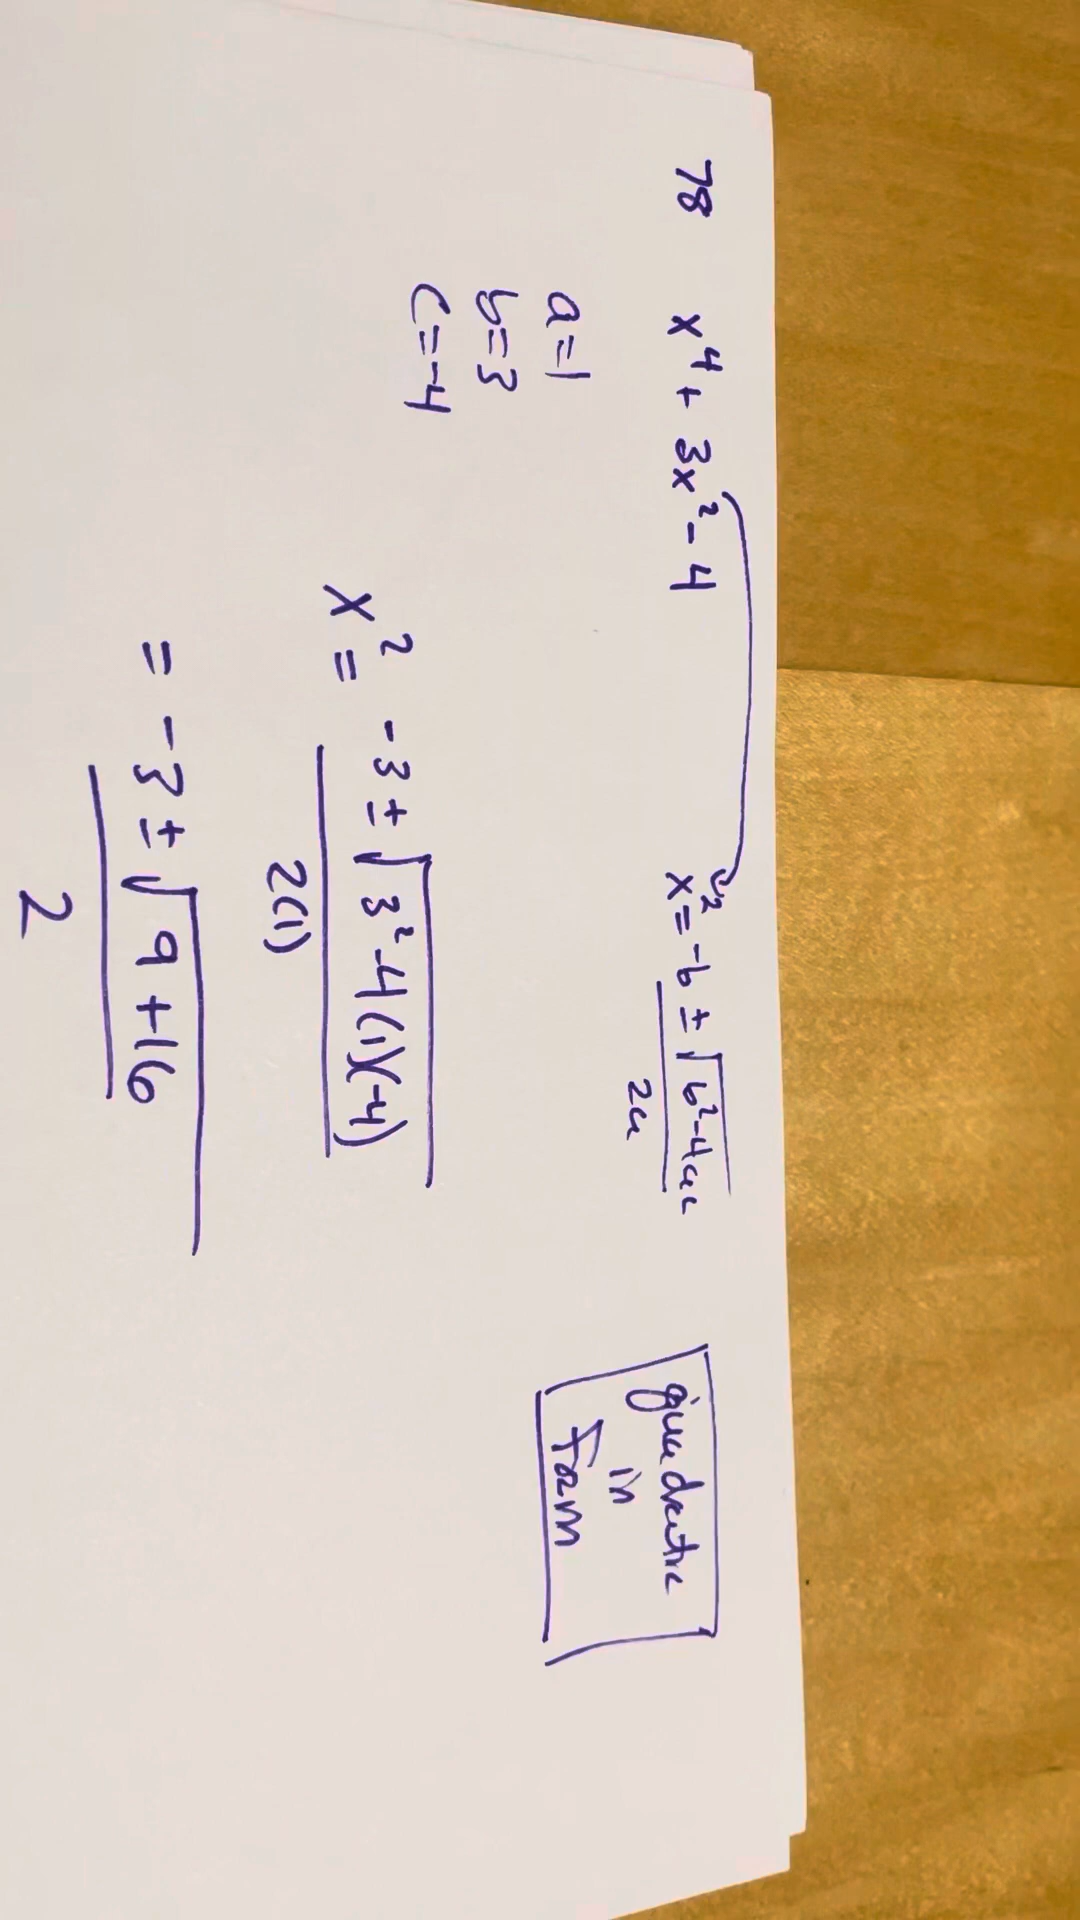 78 x⁴ + 3x² - 4 x² = -b ± √b²-4ac
2a
quadratic
in
Form
a=1
b=3
c=-4
x² = -3 ± √3²-4(1)(-4)
2(1)
= -3 ± √9+16
2